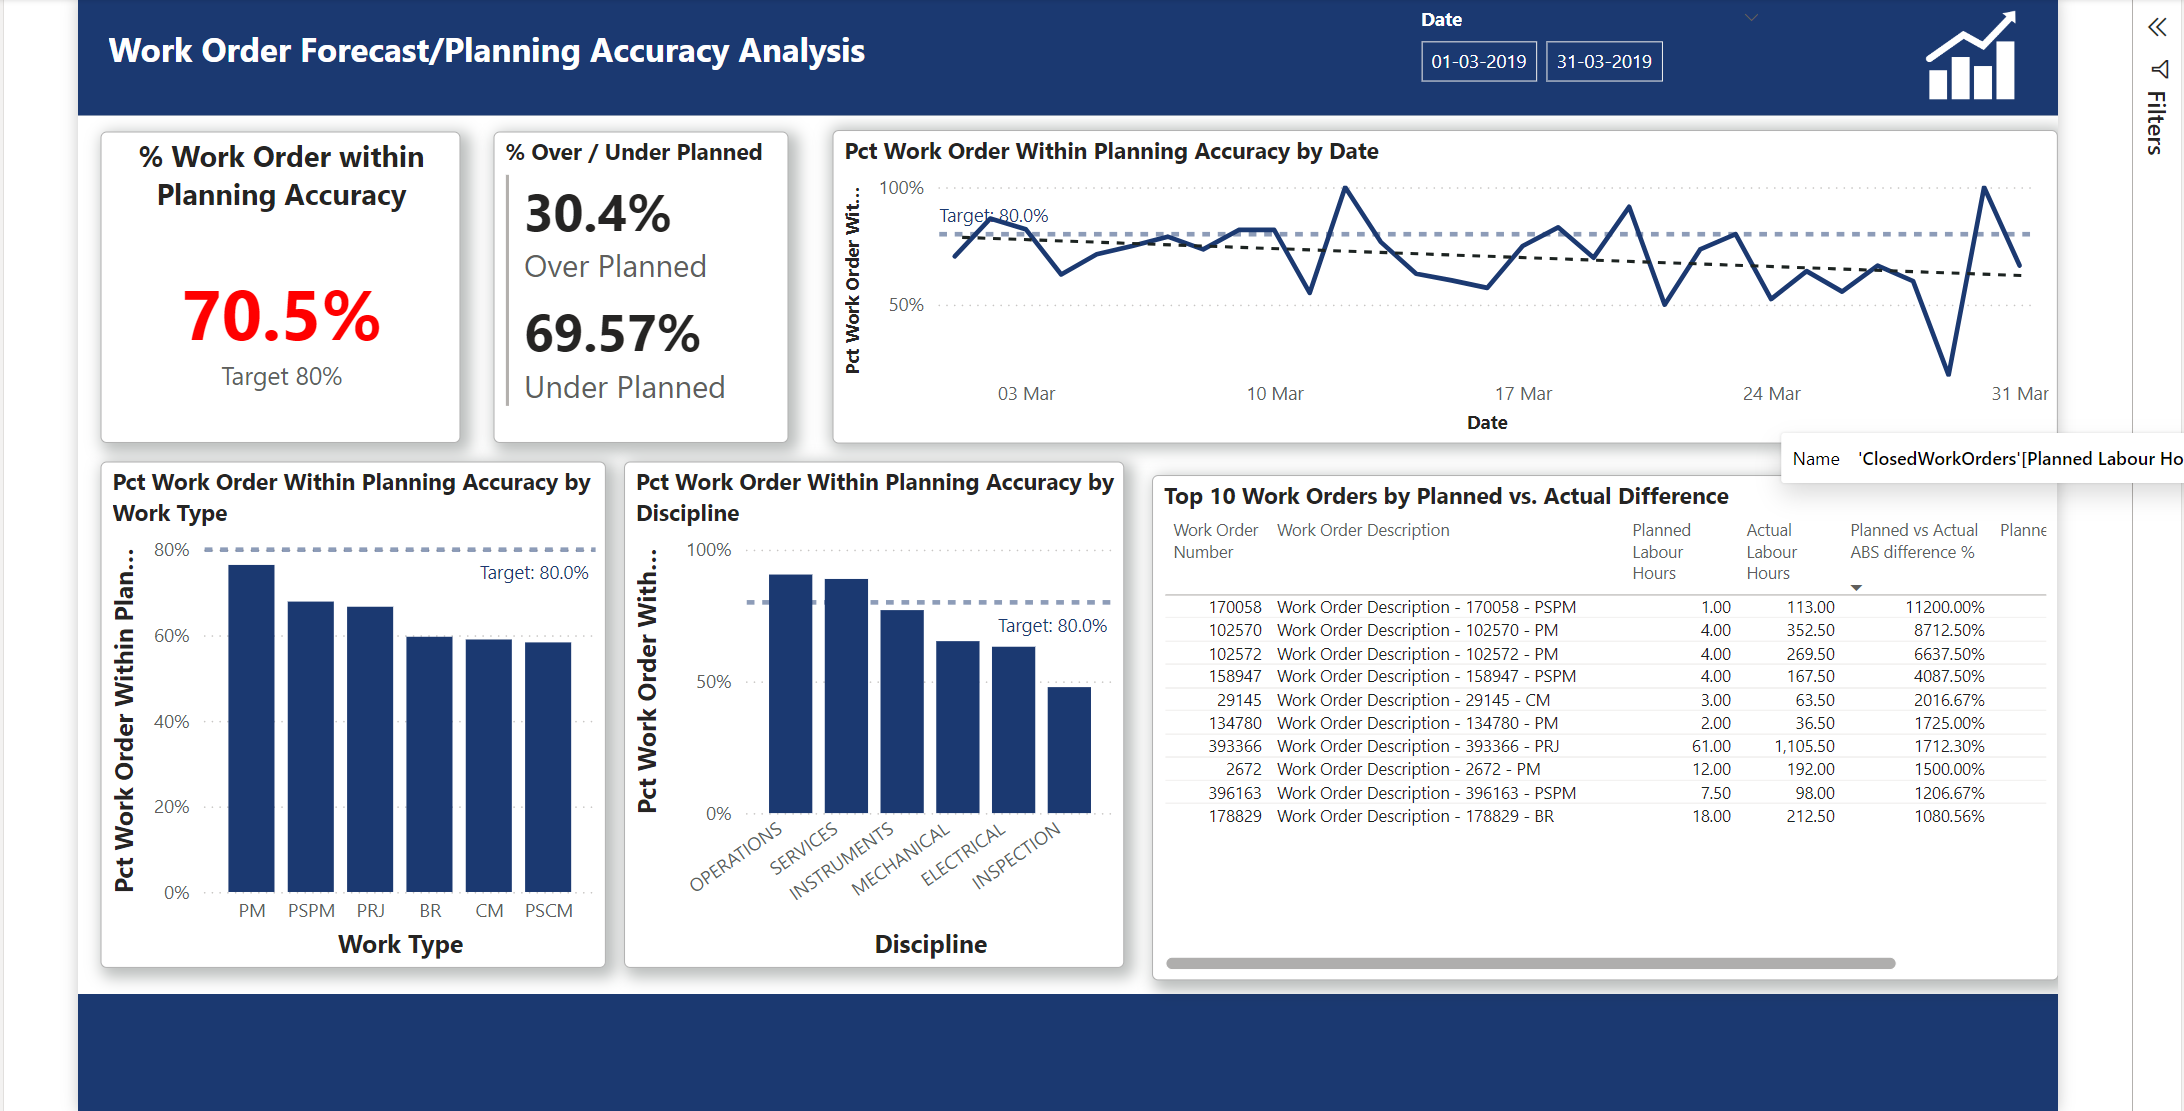 Work Order Forecast/Planning Accuracy Analysis
Date
01-03-2019
31-03-2019
Filters
% Work Order within
Planning Accuracy
70.5%
Target 80%
% Over / Under Planned
30.4%
Over Planned
69.57%
Under Planned
Pct Work Order Within Planning Accuracy by Date
Pct Work Order Wit...
100%
50%
Target: 80.0%
03 Mar
10 Mar
17 Mar
24 Mar
31 Mar
Date
Name 'ClosedWorkOrders'[Planned Labour Ho
Pct Work Order Within Planning Accuracy by
Work Type
Pct Work Order Within Plan...
80%
60%
40%
20%
0%
Target: 80.0%
PM PSPM PRJ BR CM PSCM
Work Type
Pct Work Order Within Planning Accuracy by
Discipline
Pct Work Order With...
100%
50%
0%
Target: 80.0%
OPERATIONS
SERVICES
INSTRUMENTS
MECHANICAL
ELECTRICAL
INSPECTION
Discipline
Top 10 Work Orders by Planned vs. Actual Difference
Work Order Number
Work Order Description
Planned Labour Hours
Actual Labour Hours
Planned vs Actual ABS difference %
Planne
170058 Work Order Description - 170058 - PSPM 1.00 113.00 11200.00%
102570 Work Order Description - 102570 - PM 4.00 352.50 8712.50%
102572 Work Order Description - 102572 - PM 4.00 269.50 6637.50%
158947 Work Order Description - 158947 - PSPM 4.00 167.50 4087.50%
29145 Work Order Description - 29145 - CM 3.00 63.50 2016.67%
134780 Work Order Description - 134780 - PM 2.00 36.50 1725.00%
393366 Work Order Description - 393366 - PRJ 61.00 1,105.50 1712.30%
2672 Work Order Description - 2672 - PM 12.00 192.00 1500.00%
396163 Work Order Description - 396163 - PSPM 7.50 98.00 1206.67%
178829 Work Order Description - 178829 - BR 18.00 212.50 1080.56%